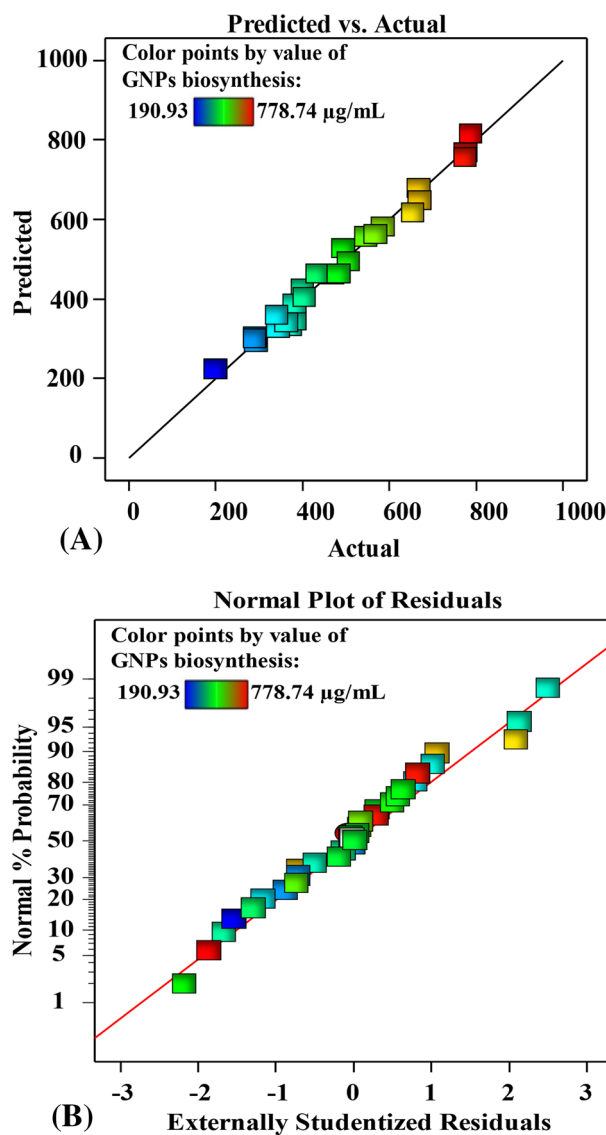 Predicted vs. Actual
Color points by value of
GNPs biosynthesis:
190.93 778.74 µg/mL
1000
800
600
400
200
0
Predicted
0 200 400 600 800 1000
(A) Actual
Normal Plot of Residuals
Color points by value of
GNPs biosynthesis:
190.93 778.74 µg/mL
99
95
90
80
70
50
30
20
10
5
1
Normal % Probability
-3 -2 -1 0 1 2 3
(B) Externally Studentized Residuals